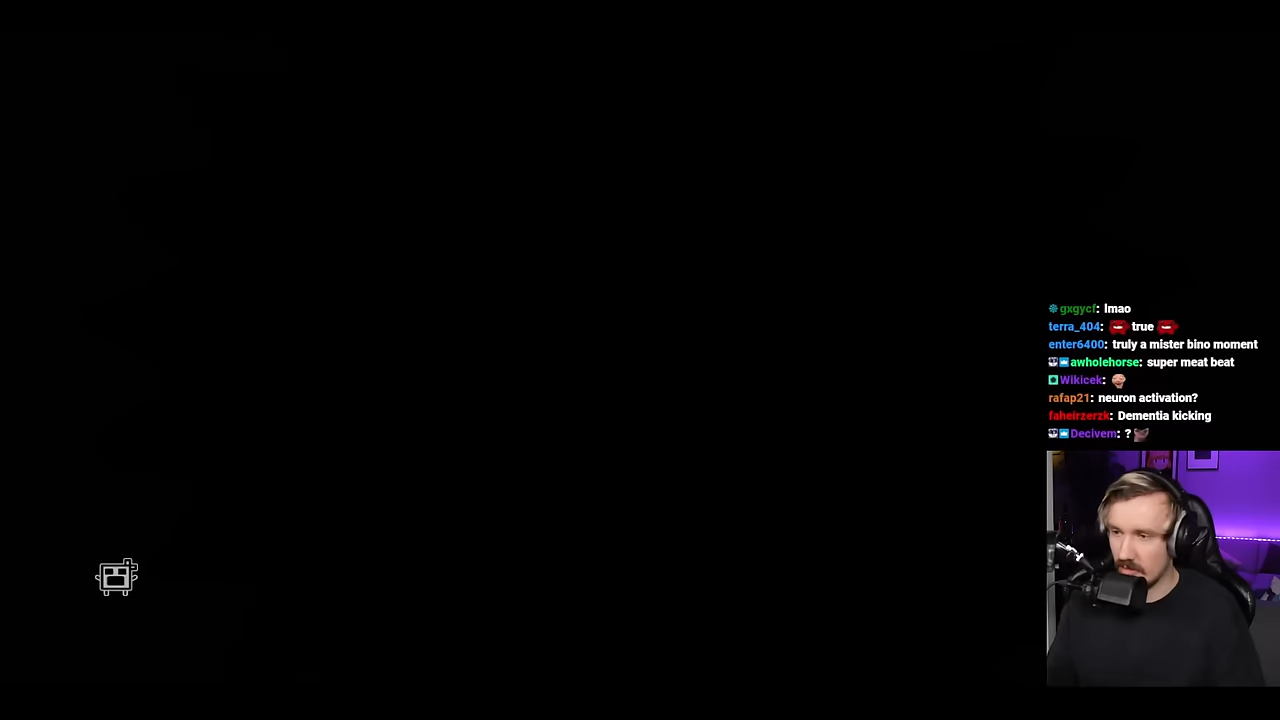 gxgycf: lmao
terra_404: true
enter6400: truly a mister bino moment
awholehorse: super meat beat
Wikicek:
rafap21: neuron activation?
faheirzerzk: Dementia kicking
Decivem: ?